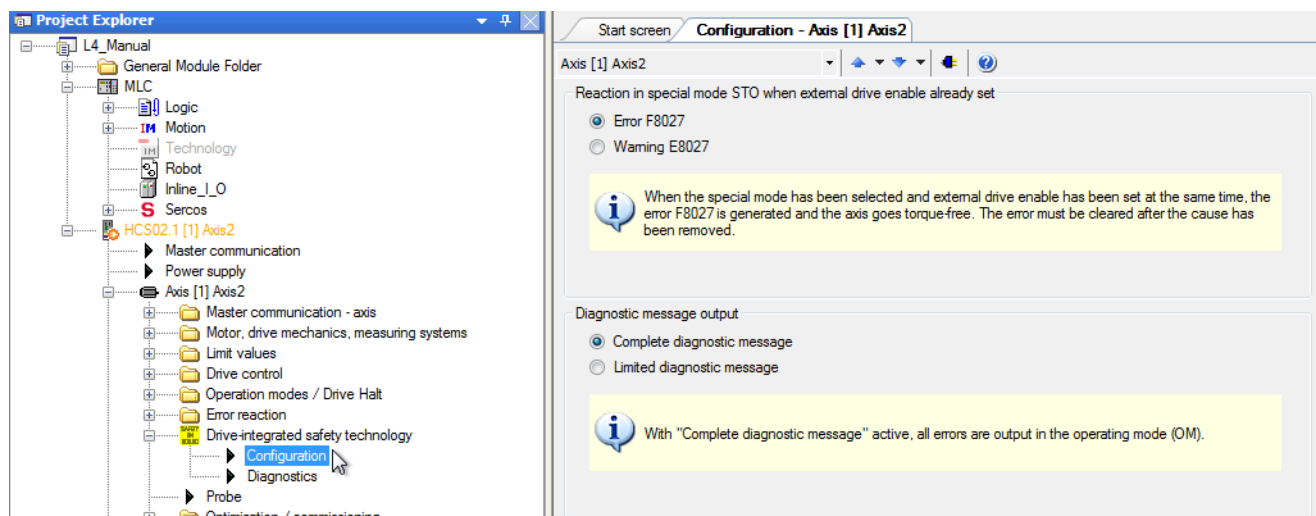 Project Explorer
L4_Manual
General Module Folder
MLC
Logic
IM Motion
IM Technology
Robot
Inline_I_O
S Sercos
HCS02.1 [1] Axis2
Master communication
Power supply
Axis [1] Axis2
Master communication - axis
Motor, drive mechanics, measuring systems
Limit values
Drive control
Operation modes / Drive Halt
Error reaction
Drive-integrated safety technology
Configuration
Diagnostics
Probe
Optimization / commissioning
Start screen
Configuration - Axis [1] Axis2
Axis [1] Axis2
Reaction in special mode STO when external drive enable already set
Error F8027
Warning E8027
When the special mode has been selected and external drive enable has been set at the same time, the
error F8027 is generated and the axis goes torque-free. The error must be cleared after the cause has
been removed.
Diagnostic message output
Complete diagnostic message
Limited diagnostic message
With "Complete diagnostic message" active, all errors are output in the operating mode (OM).